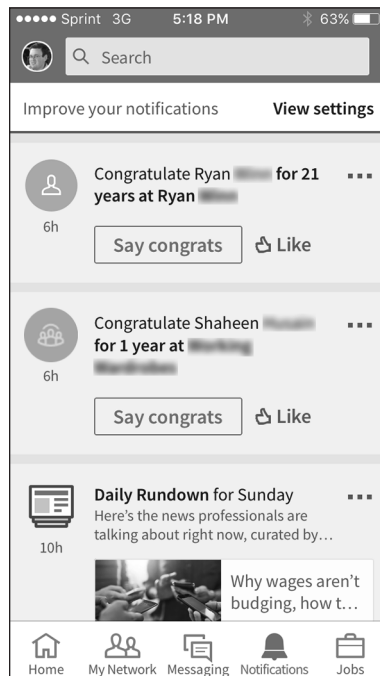 Sprint 3G 5:18 PM 63%
Search
Improve your notifications View settings
Congratulate Ryan for 21
years at Ryan
6h
Say congrats Like
Congratulate Shaheen
for 1 year at
6h
Say congrats Like
Daily Rundown for Sunday
Here's the news professionals are
talking about right now, curated by…
10h
Why wages aren't
budging, how t…
Home My Network Messaging Notifications Jobs